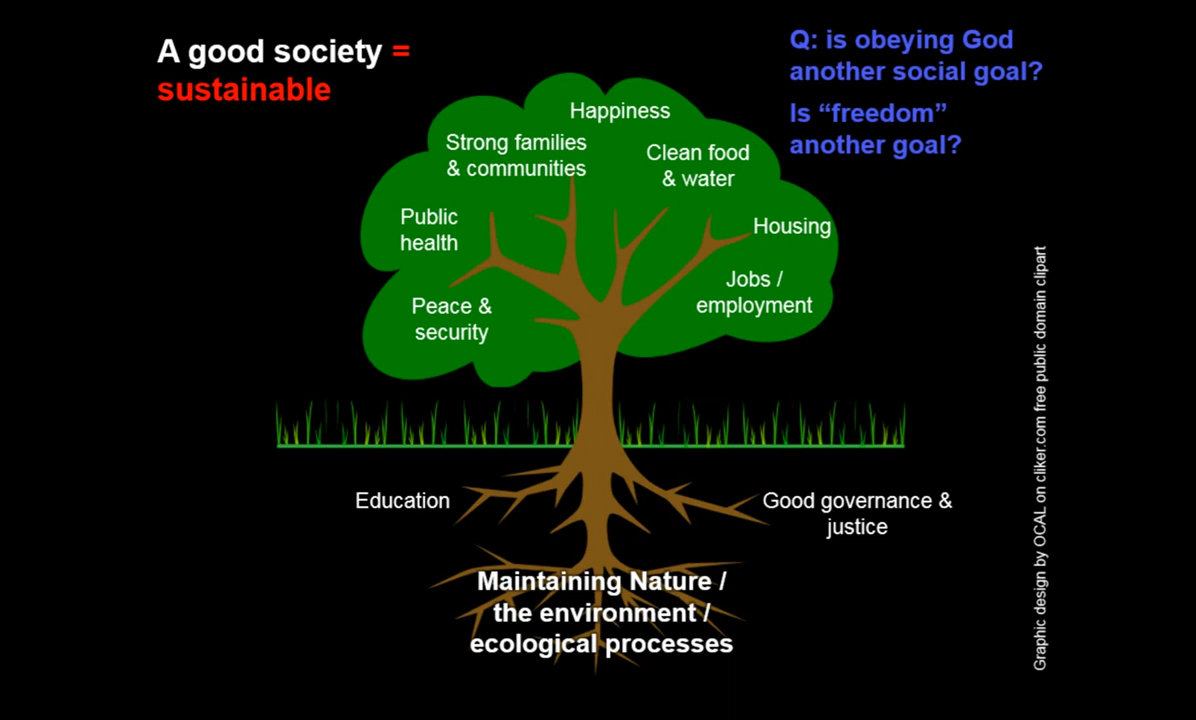 A good society =
sustainable
Q: is obeying God
another social goal?
Is “freedom”
another goal?
Happiness
Strong families
& communities
Clean food
& water
Public
health
Housing
Jobs /
employment
Peace &
security
Education
Good governance &
justice
Maintaining Nature /
the environment /
ecological processes
Graphic design by OCAL on cliker.com free public domain clipart